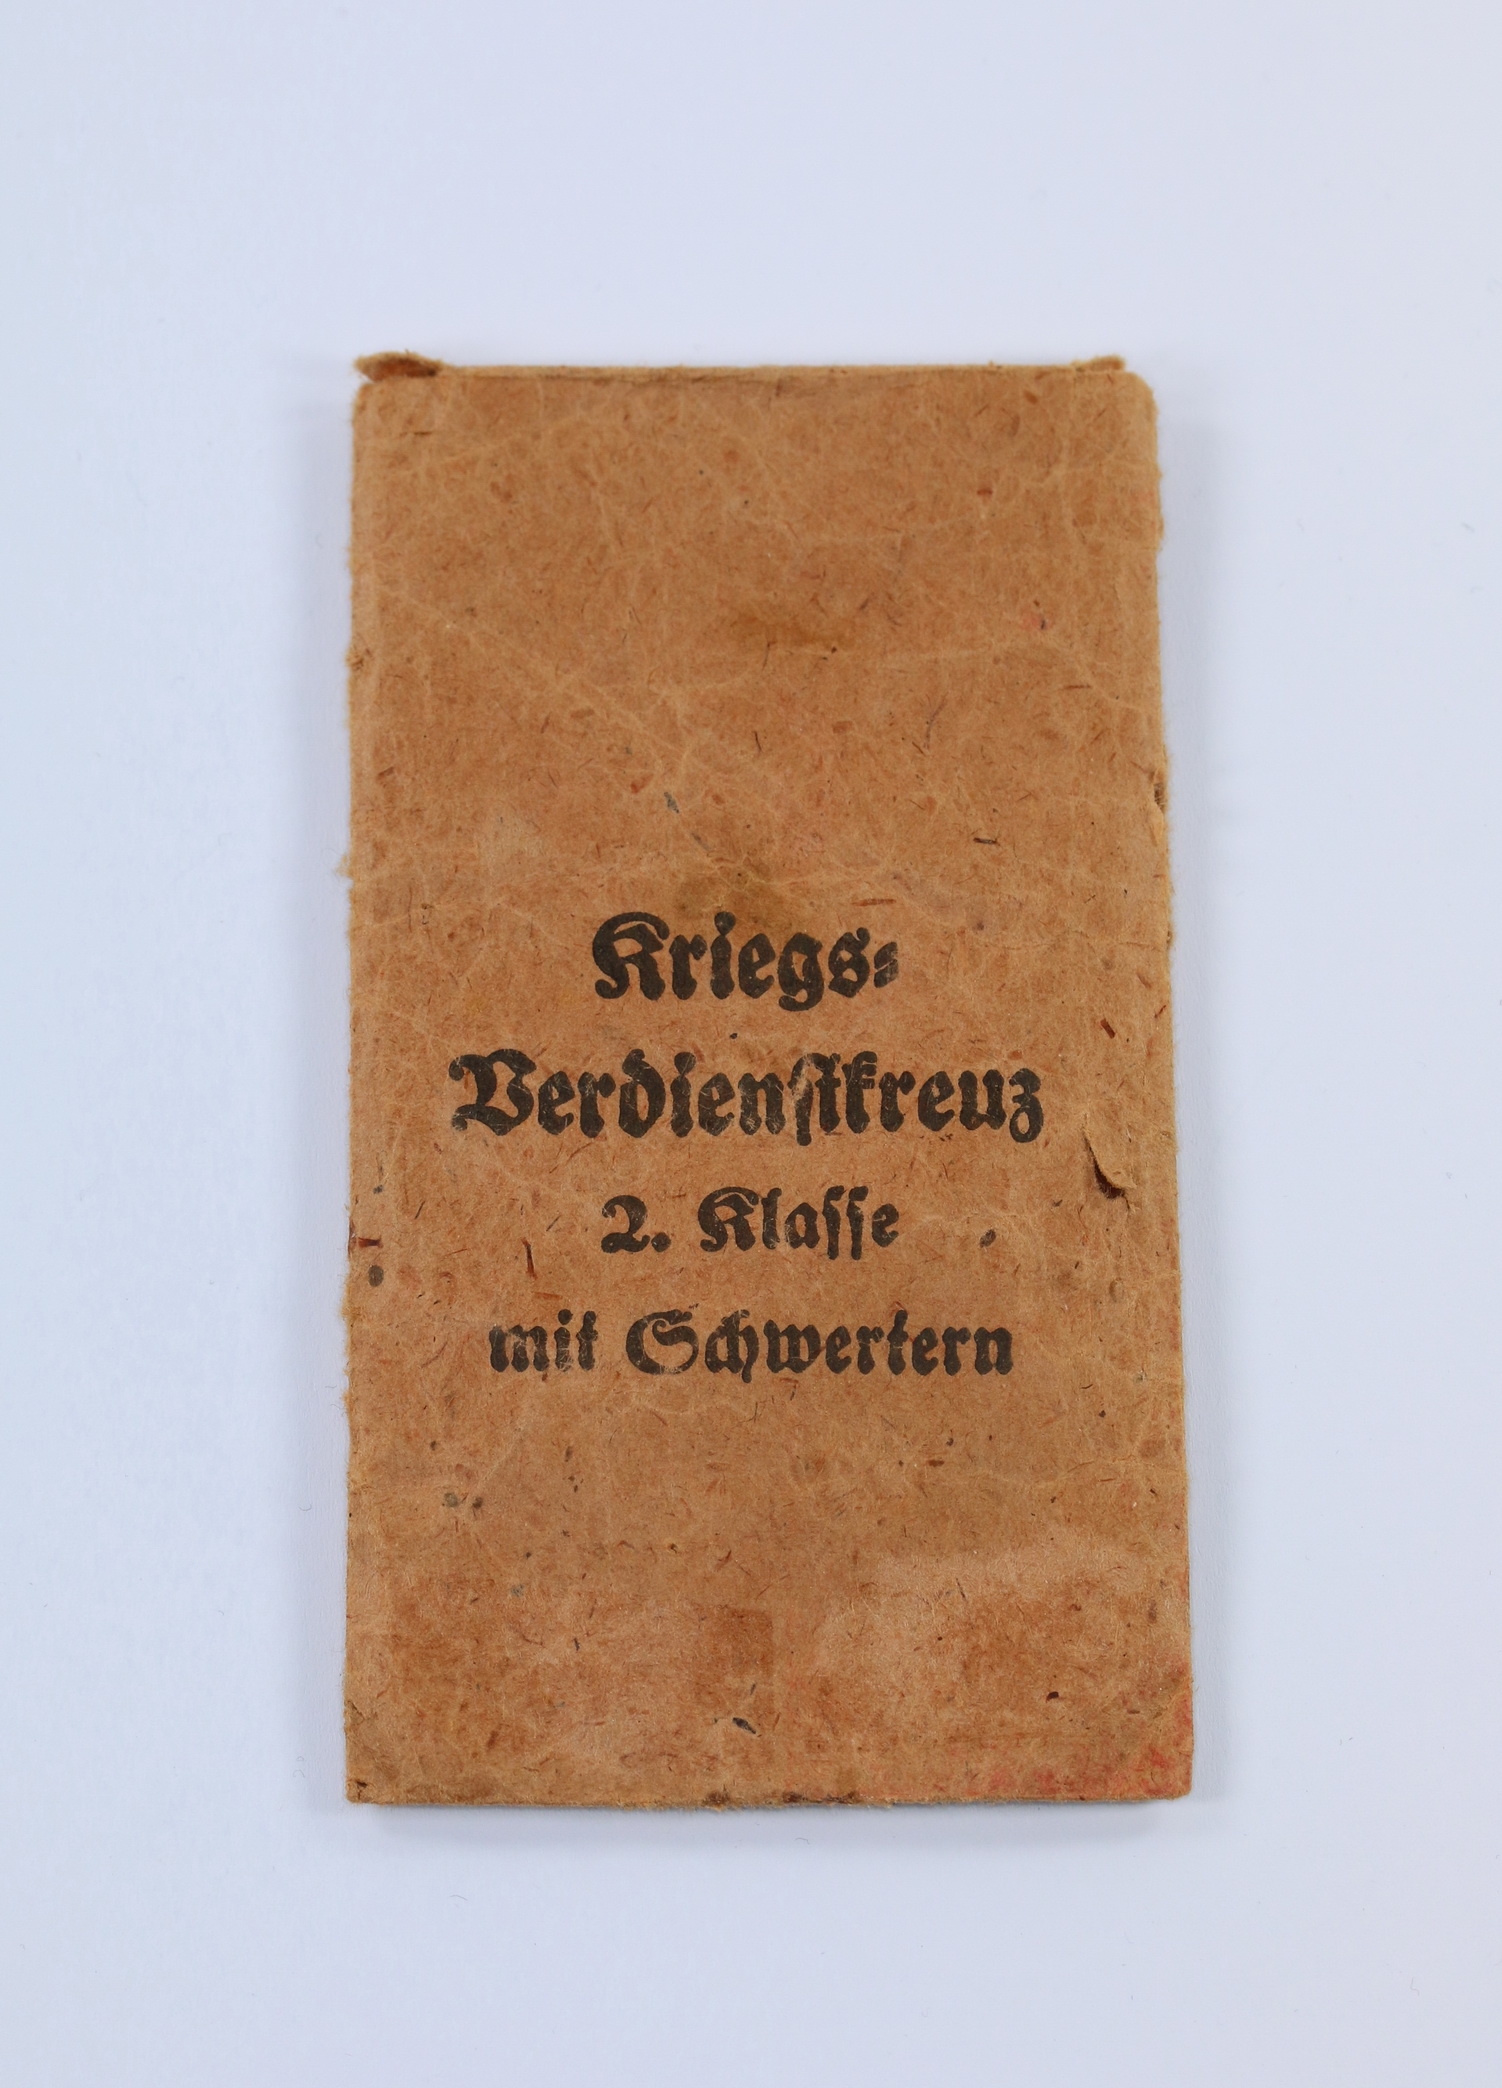 Kriegs-
Verdienstkreuz
2. Klasse
mit Schwertern